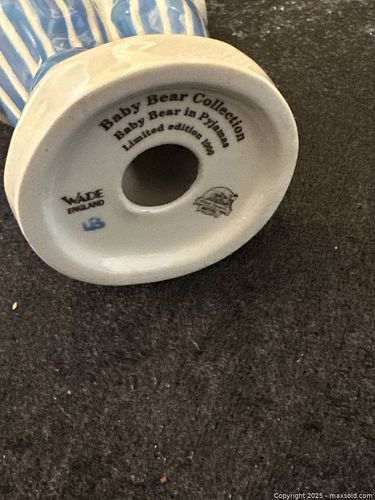 Baby Bear Collection
Baby Bear in Pyjamas
Limited edition 1000
WADE
ENGLAND
Copyright 2025 - maxsold.com